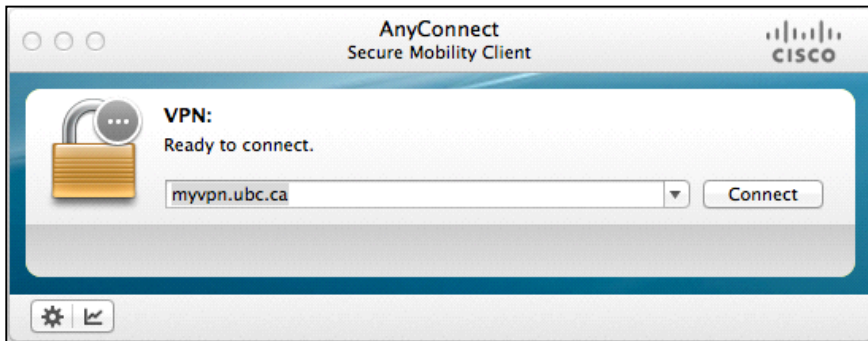 AnyConnect
Secure Mobility Client
CISCO
VPN:
Ready to connect.
myvpn.ubc.ca
Connect